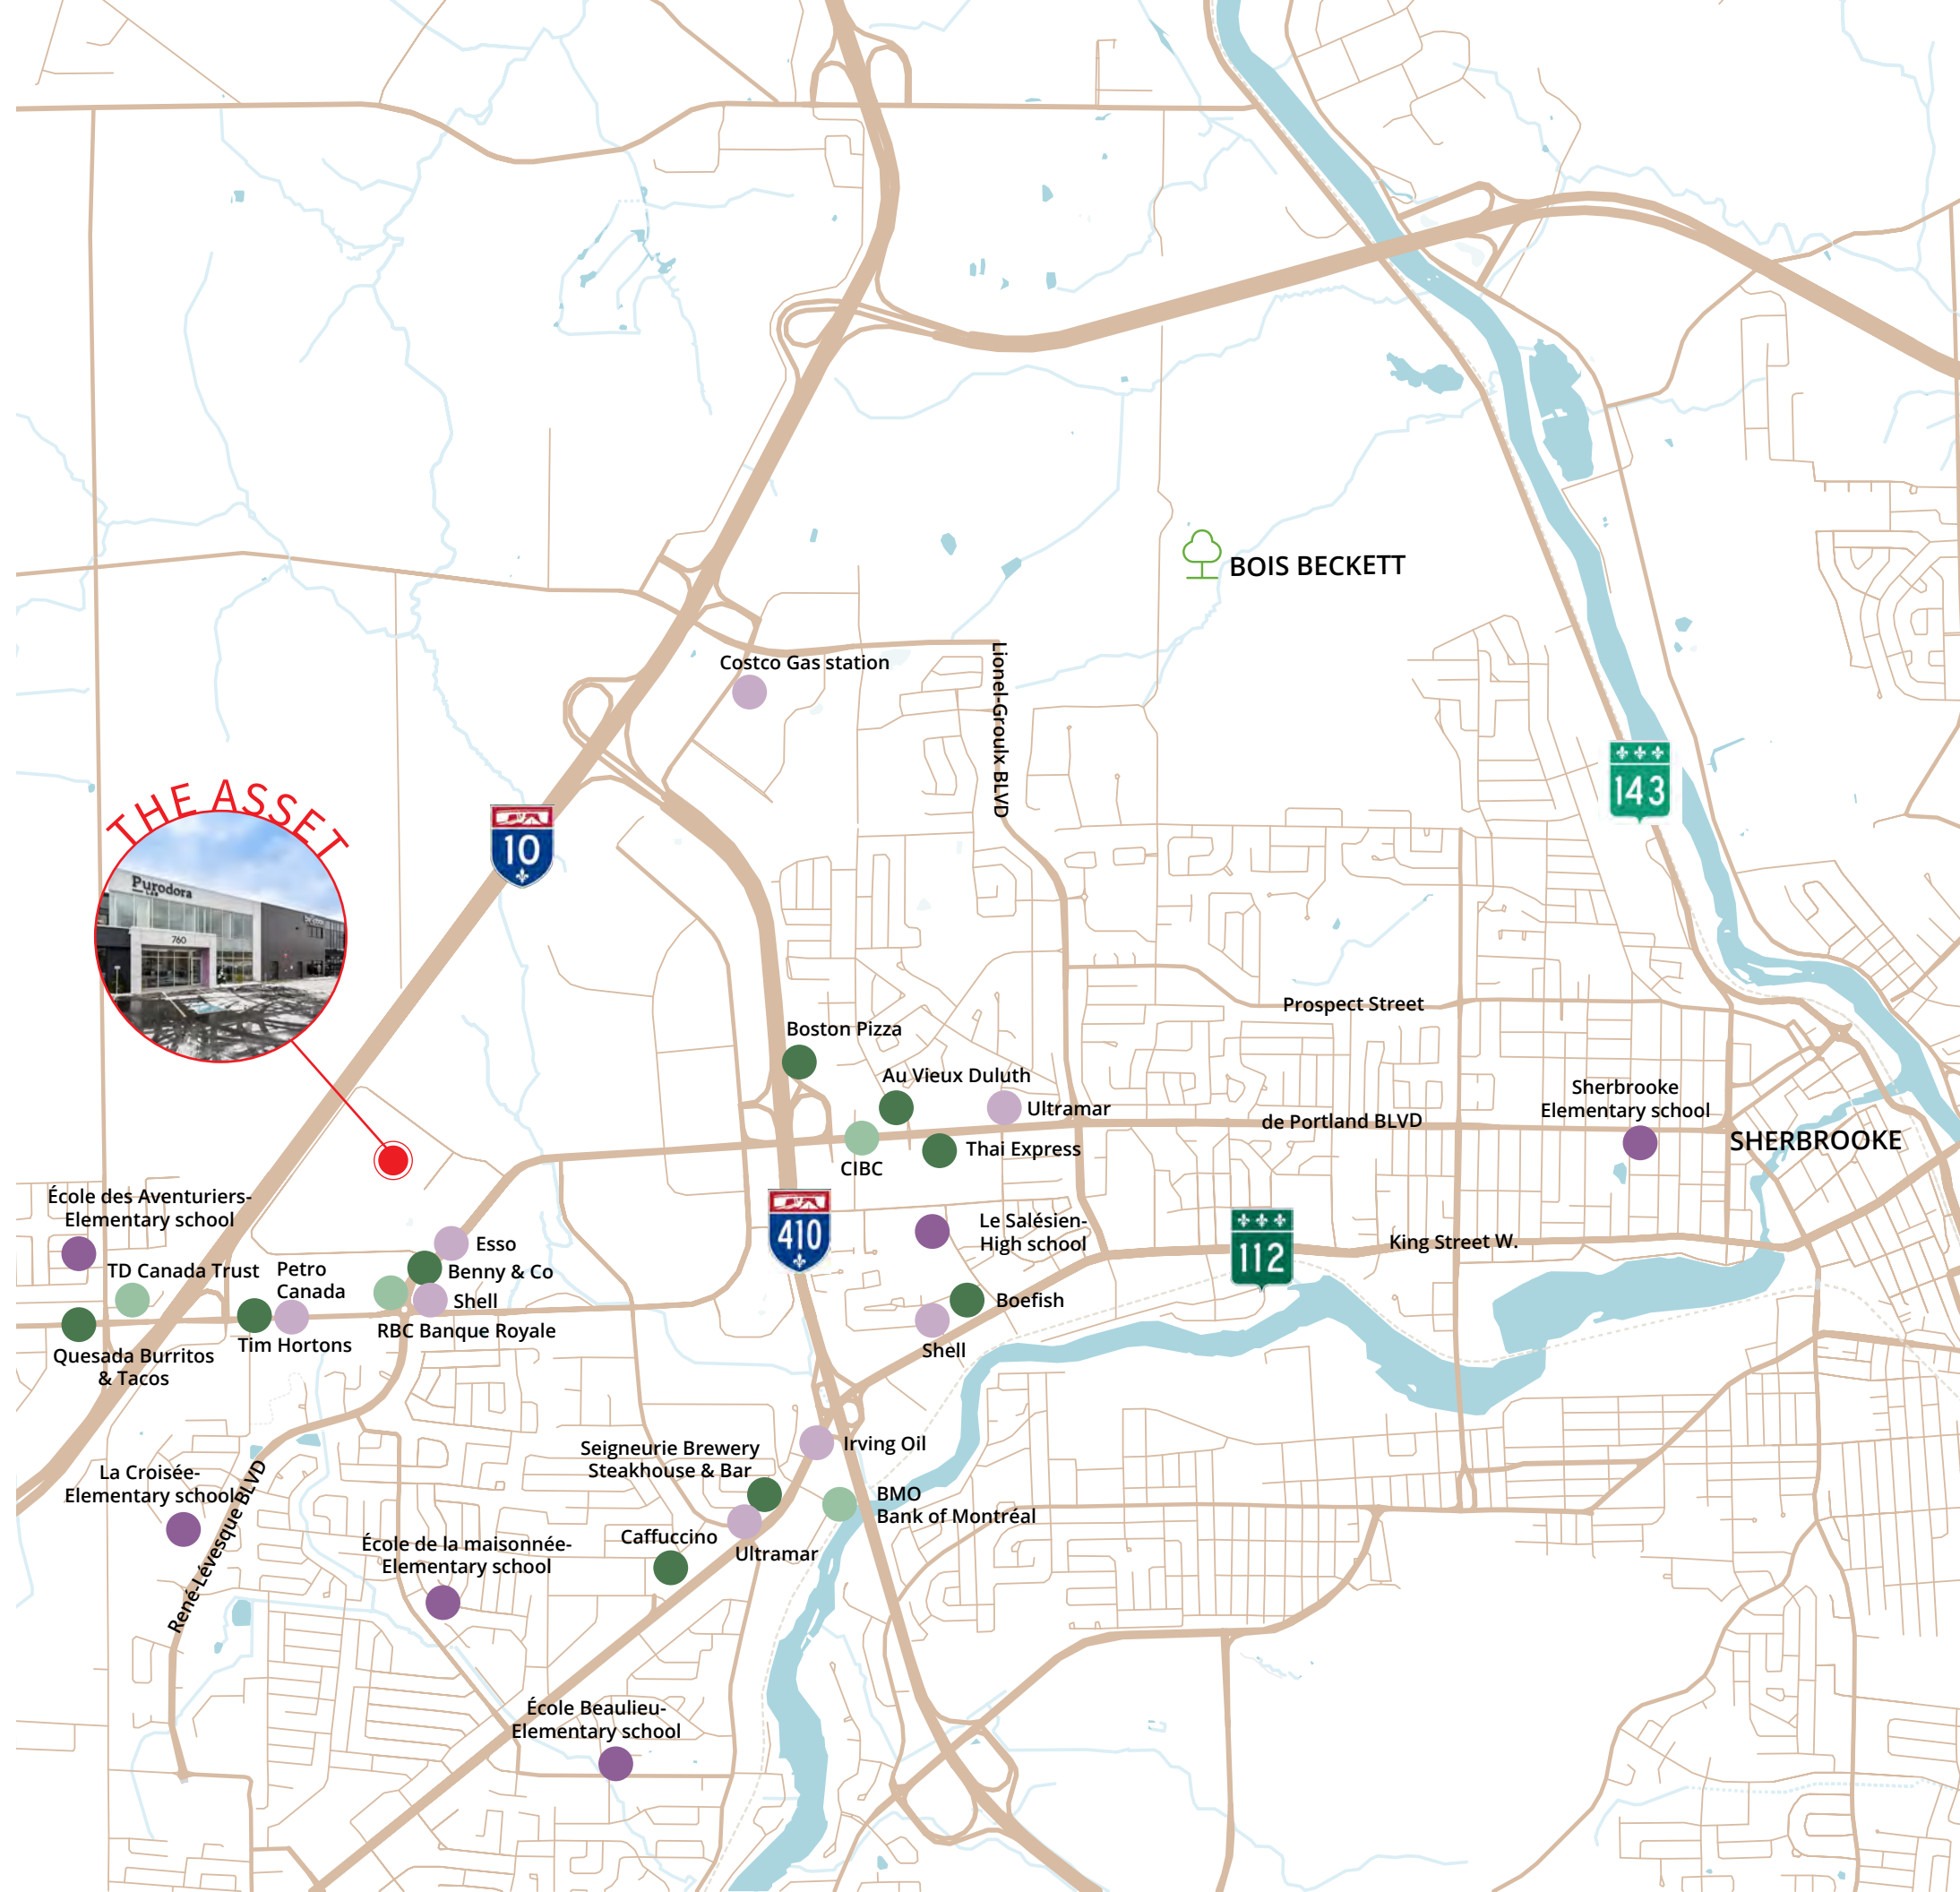 BOIS BECKETT
Costco Gas station
Lionel-Groulx BLVD
143
THE ASSET
Purodora
760
10
Prospect Street
Boston Pizza
Au Vieux Duluth
Ultramar
de Portland BLVD
Sherbrooke
Elementary school
SHERBROOKE
Thai Express
CIBC
École des Aventuriers-
Elementary school
410
Le Salésien-
High school
112
King Street W.
Esso
TD Canada Trust
Petro
Canada
Benny & Co
Shell
Boefish
RBC Banque Royale
Tim Hortons
Shell
Quesada Burritos
& Tacos
Irving Oil
Seigneurie Brewery
Steakhouse & Bar
La Croisée-
Elementary school
René-Lévesque BLVD
BMO
Bank of Montréal
Caffuccino
Ultramar
École de la maisonnée-
Elementary school
École Beaulieu-
Elementary school